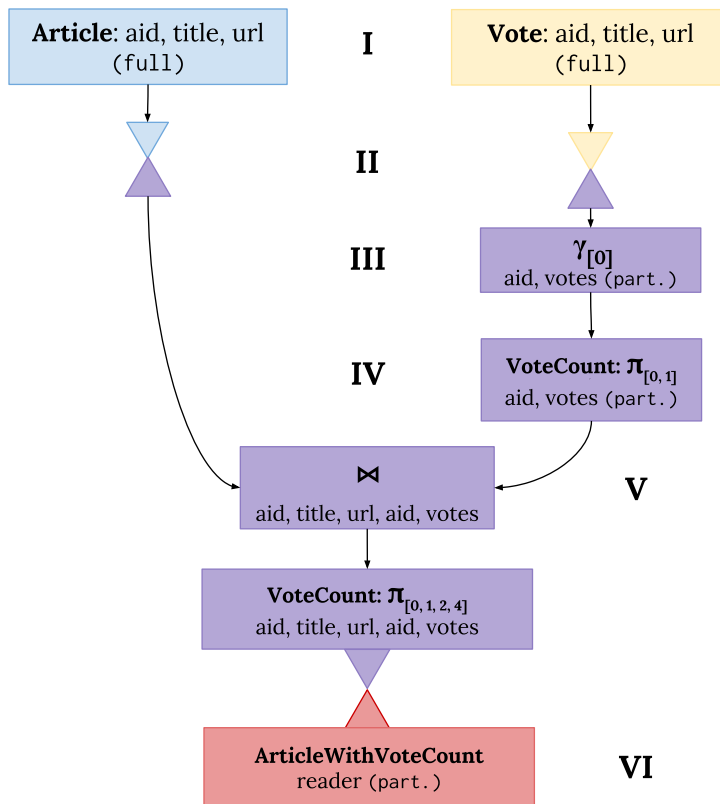 Article: aid, title, url
(full)
I
Vote: aid, title, url
(full)
II
III
γ[0]
aid, votes (part.)
IV
VoteCount: π[0, 1]
aid, votes (part.)
⋈
aid, title, url, aid, votes
V
VoteCount: π[0, 1, 2, 4]
aid, title, url, aid, votes
ArticleWithVoteCount
reader (part.)
VI